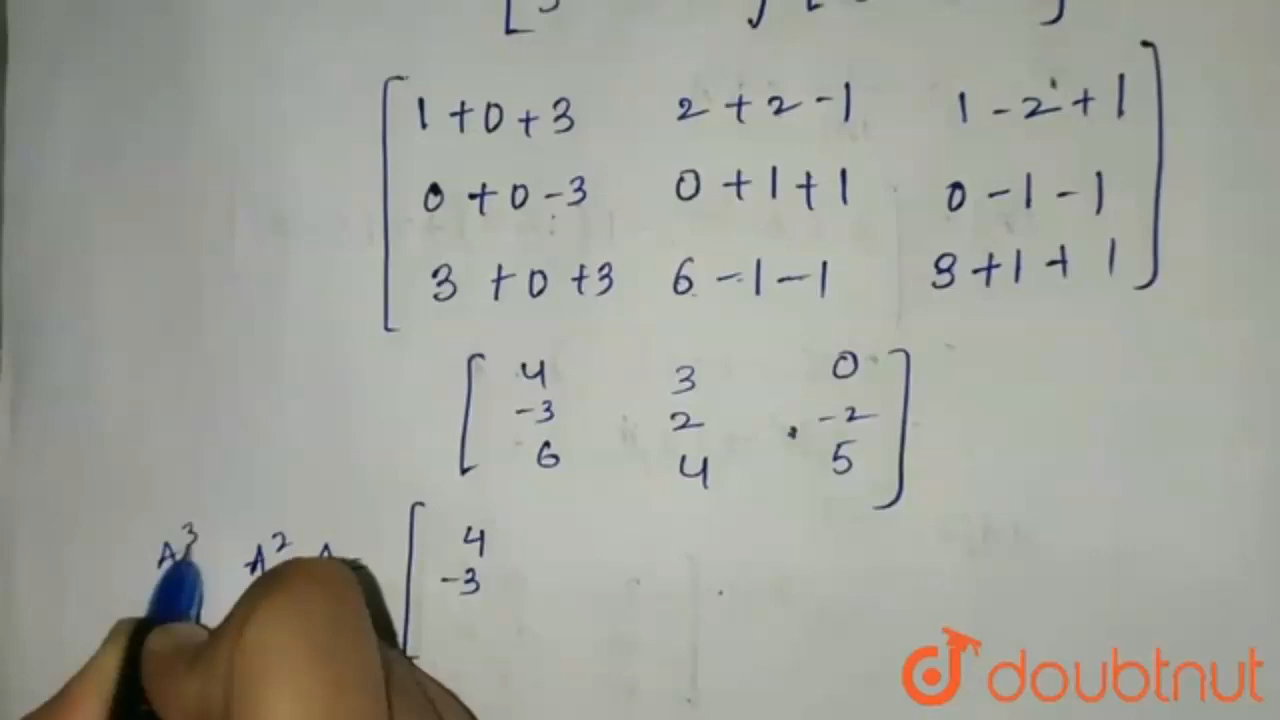 1+0+3 2+2-1 1-2+1
0+0-3 0+1+1 0-1-1
3+0+3 6-1-1 3+1+1
4 3 0
-3 2 -2
6 4 5
A³ A² 4
-3
doubtnut